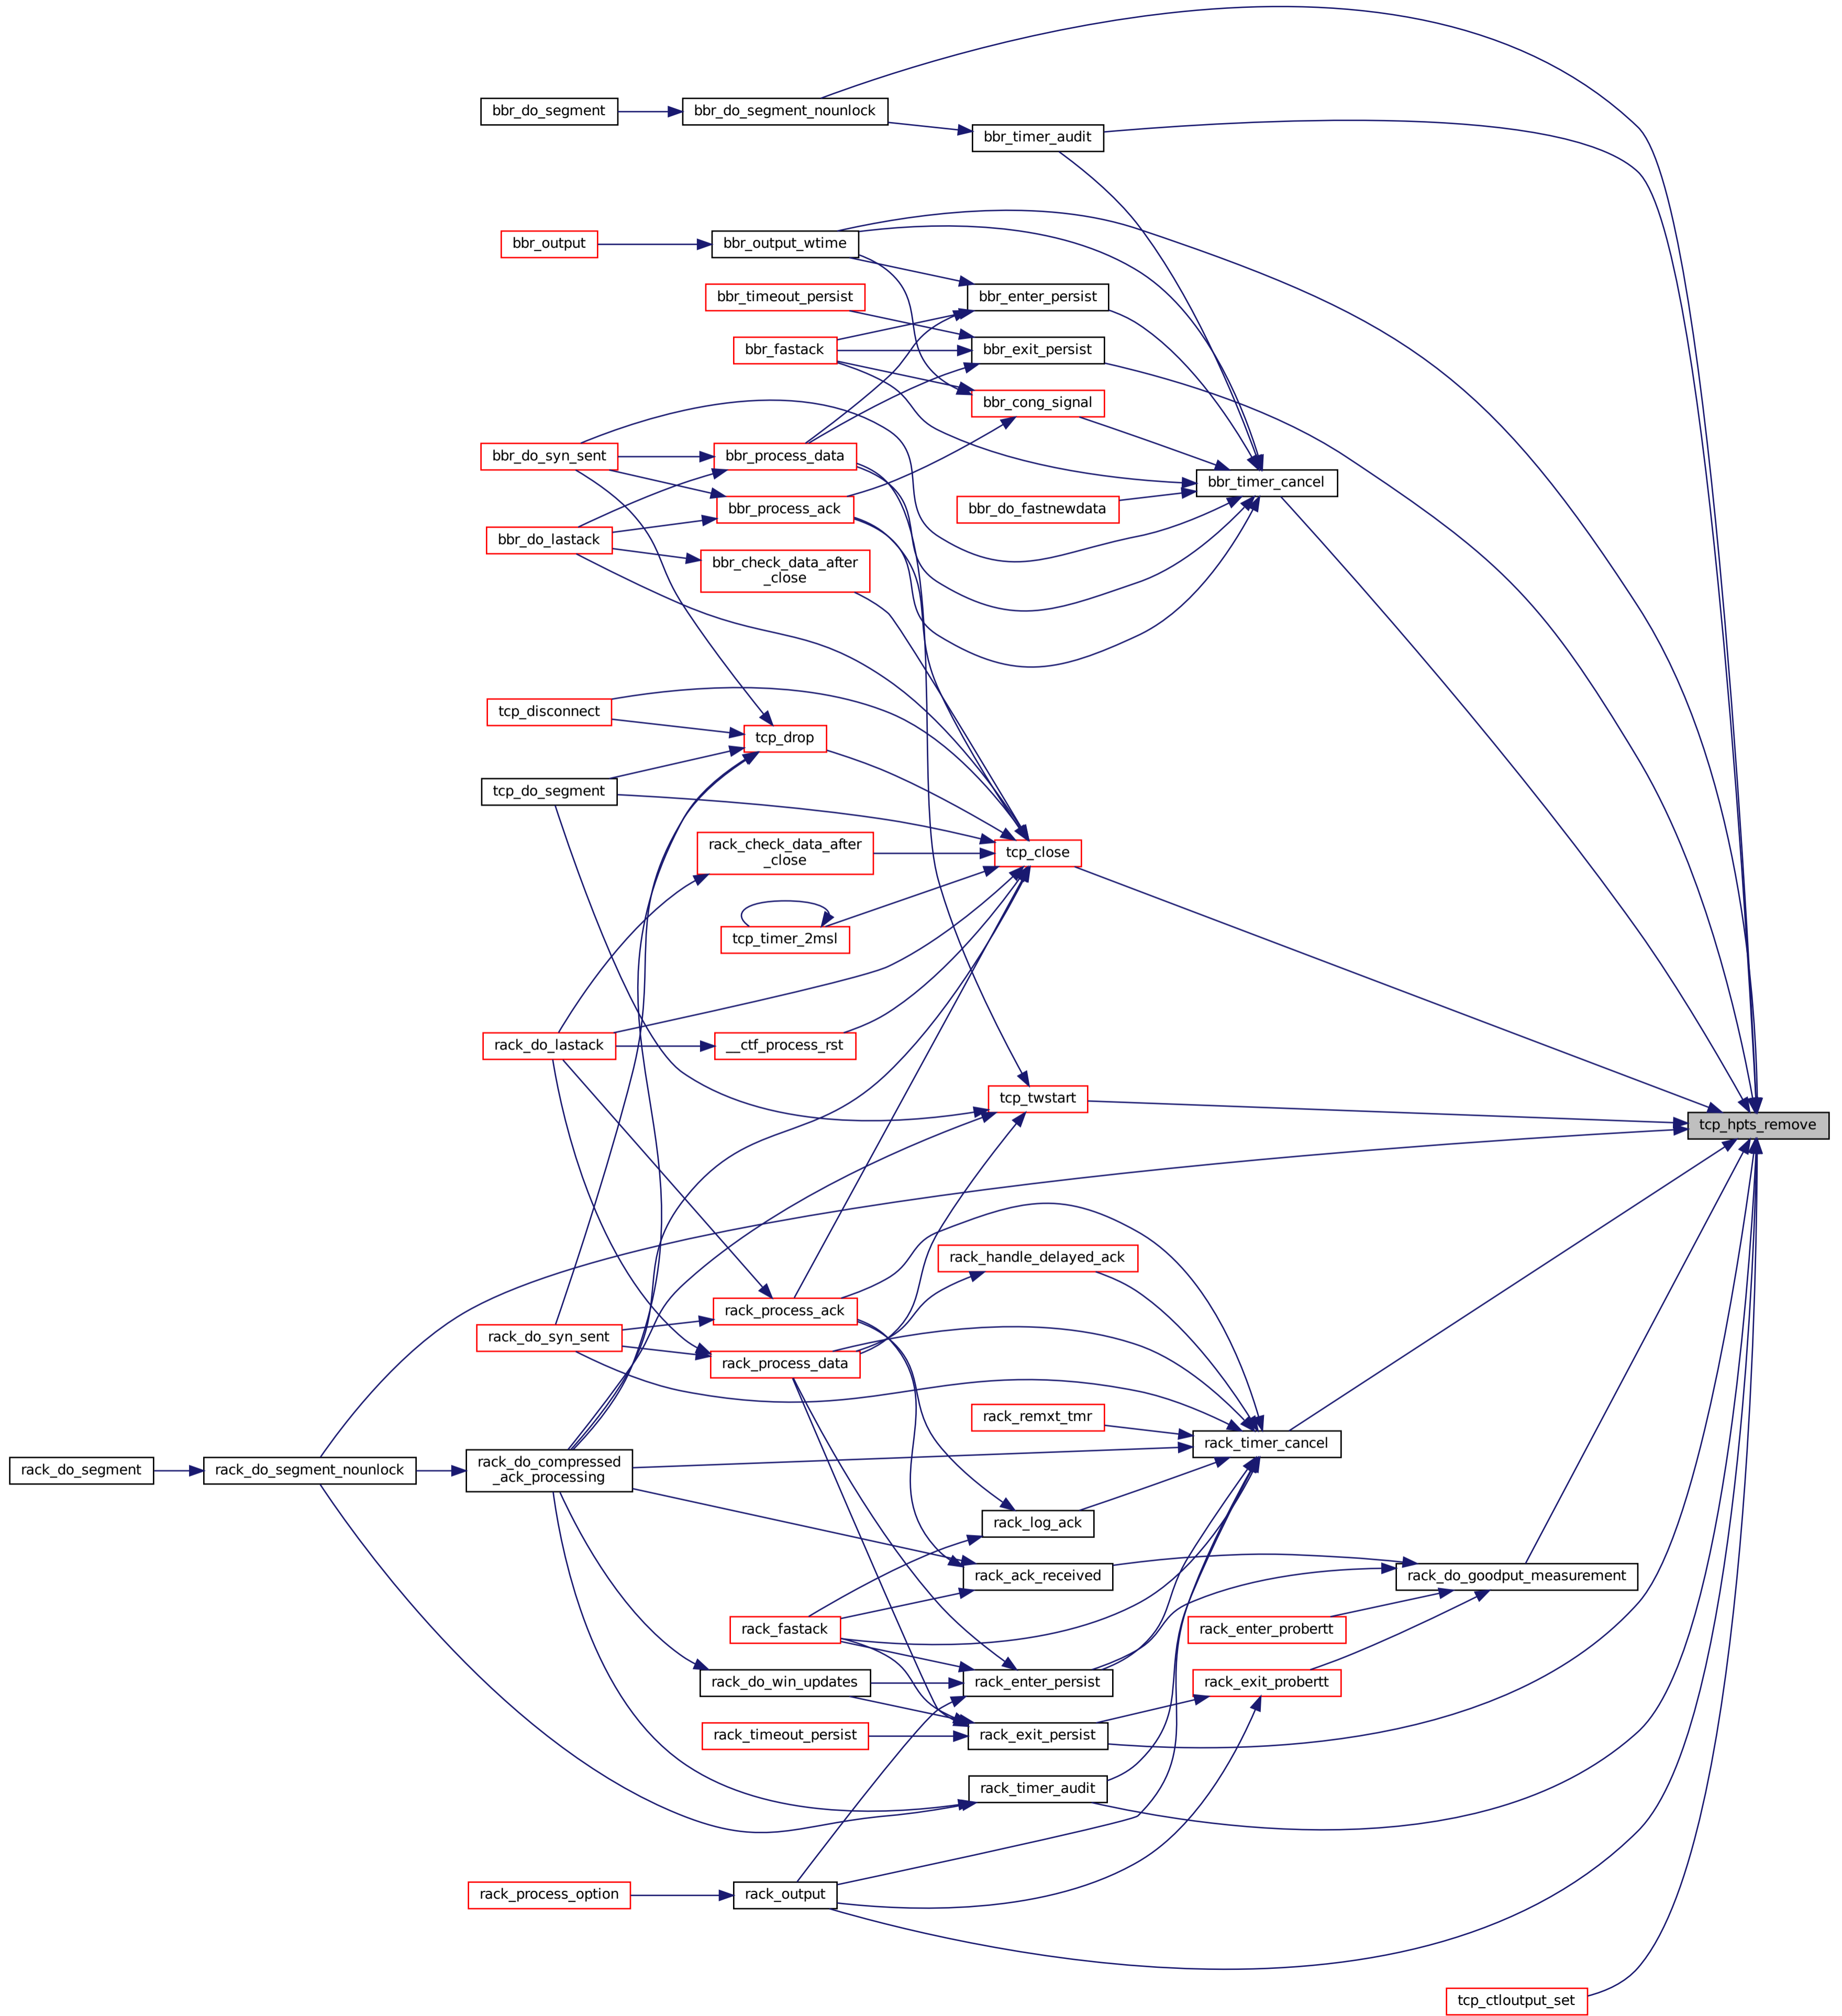 bbr_do_segment
bbr_do_segment_nounlock
bbr_timer_audit
bbr_output
bbr_output_wtime
bbr_timeout_persist
bbr_enter_persist
bbr_fastack
bbr_exit_persist
bbr_cong_signal
bbr_do_syn_sent
bbr_process_data
bbr_timer_cancel
bbr_process_ack
bbr_do_fastnewdata
bbr_do_lastack
bbr_check_data_after
_close
tcp_disconnect
tcp_drop
tcp_do_segment
rack_check_data_after
_close
tcp_close
tcp_timer_2msl
rack_do_lastack
__ctf_process_rst
tcp_twstart
tcp_hpts_remove
rack_handle_delayed_ack
rack_process_ack
rack_do_syn_sent
rack_process_data
rack_remxt_tmr
rack_timer_cancel
rack_do_segment
rack_do_segment_nounlock
rack_do_compressed
_ack_processing
rack_log_ack
rack_ack_received
rack_do_goodput_measurement
rack_fastack
rack_enter_probertt
rack_do_win_updates
rack_enter_persist
rack_exit_probertt
rack_timeout_persist
rack_exit_persist
rack_timer_audit
rack_process_option
rack_output
tcp_ctloutput_set